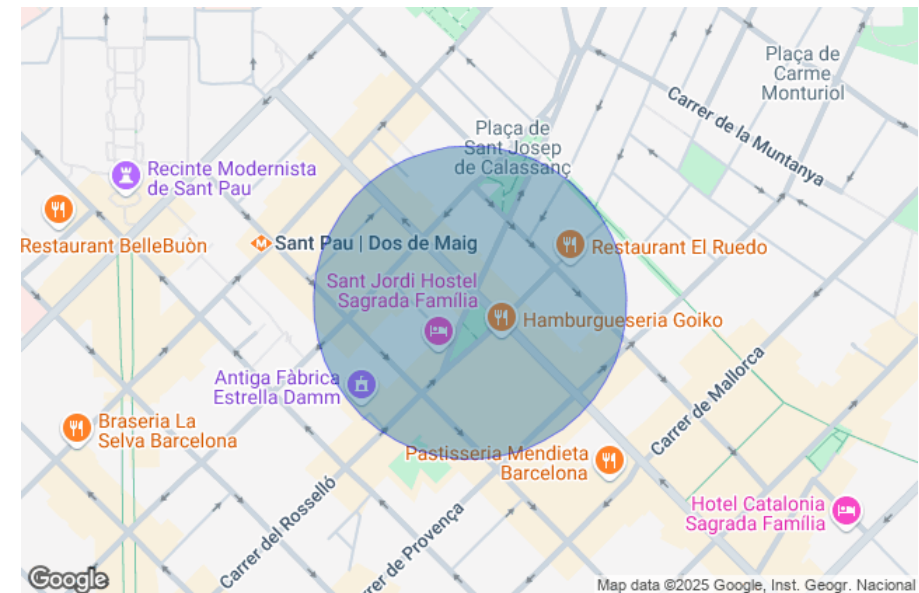 Plaça de
Carme
Monturiol
Carrer de la Muntanya
Plaça de
Sant Josep
de Calassanç
Recinte Modernista
de Sant Pau
Restaurant BelleBuòn
M
Sant Pau | Dos de Maig
Restaurant El Ruedo
Sant Jordi Hostel
Sagrada Família
Hamburgueseria Goiko
Antiga Fàbrica
Estrella Damm
Carrer de Mallorca
Braseria La
Selva Barcelona
Pastisseria Mendieta
Barcelona
Carrer del Rosselló
rrer de Provença
Hotel Catalonia
Sagrada Família
Google
Map data ©2025 Google, Inst. Geogr. Nacional